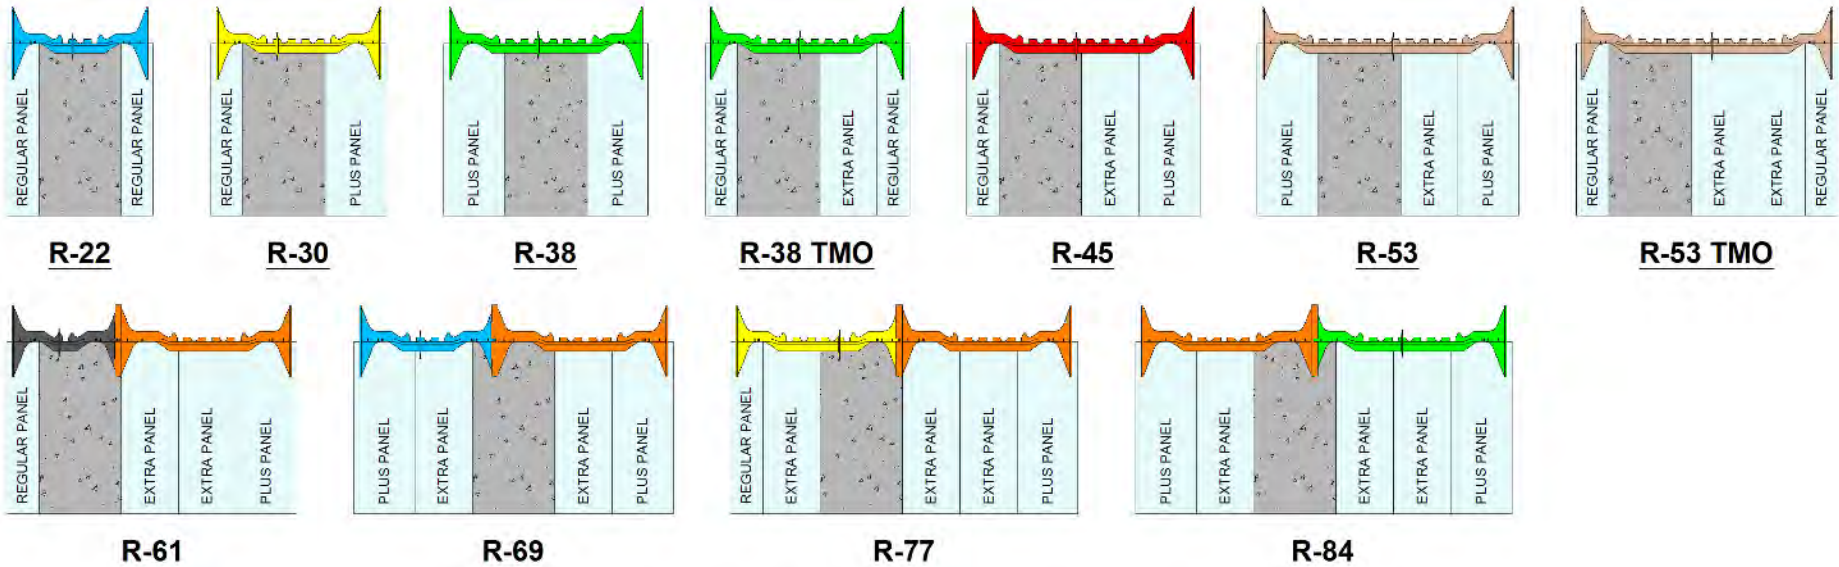 REGULAR PANEL
REGULAR PANEL
R-22
REGULAR PANEL
PLUS PANEL
R-30
PLUS PANEL
PLUS PANEL
R-38
REGULAR PANEL
EXTRA PANEL
REGULAR PANEL
R-38 TMO
REGULAR PANEL
EXTRA PANEL
PLUS PANEL
R-45
PLUS PANEL
EXTRA PANEL
PLUS PANEL
R-53
REGULAR PANEL
EXTRA PANEL
EXTRA PANEL
REGULAR PANEL
R-53 TMO
REGULAR PANEL
EXTRA PANEL
EXTRA PANEL
PLUS PANEL
R-61
PLUS PANEL
EXTRA PANEL
EXTRA PANEL
PLUS PANEL
R-69
REGULAR PANEL
EXTRA PANEL
EXTRA PANEL
EXTRA PANEL
PLUS PANEL
R-77
PLUS PANEL
EXTRA PANEL
EXTRA PANEL
EXTRA PANEL
PLUS PANEL
R-84